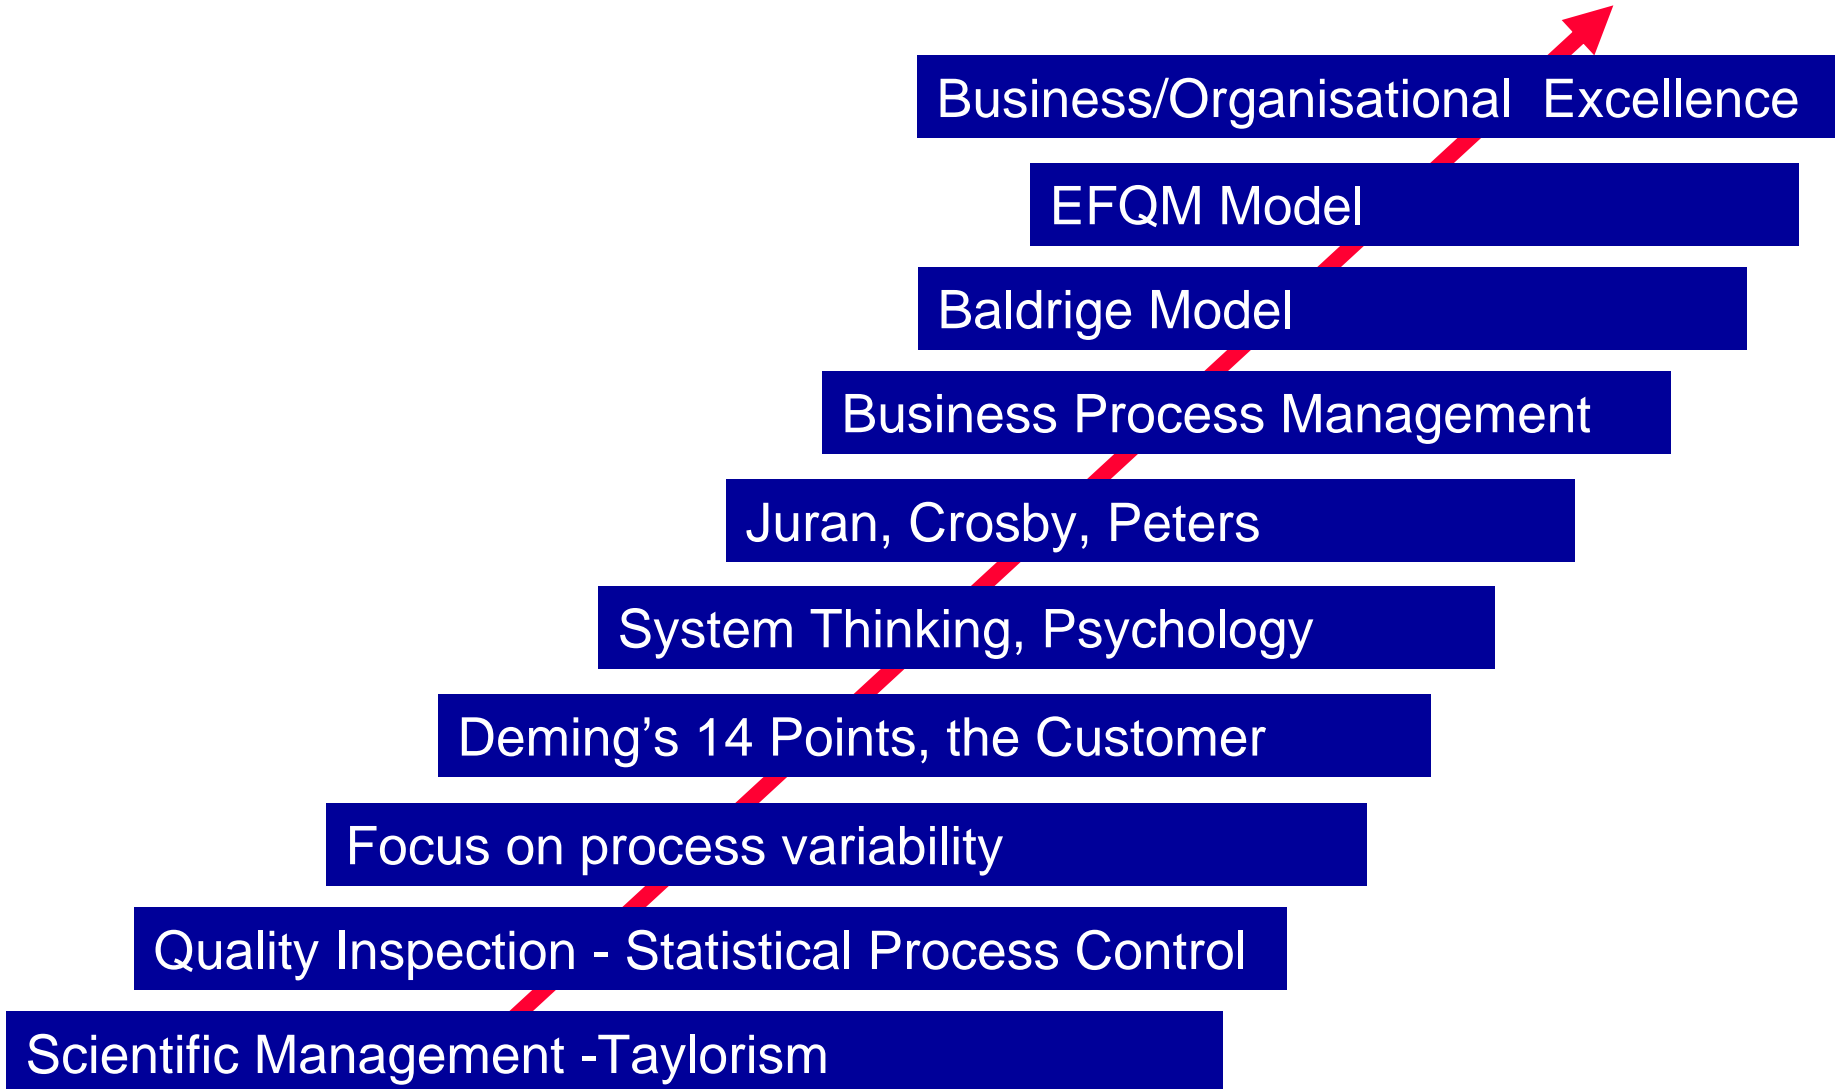 Business/Organisational  Excellence
EFQM Model
Baldrige Model
Business Process Management
Juran, Crosby, Peters
System Thinking, Psychology
Deming’s 14 Points, the Customer
Focus on process variability
Quality Inspection - Statistical Process Control
Scientific Management -Taylorism